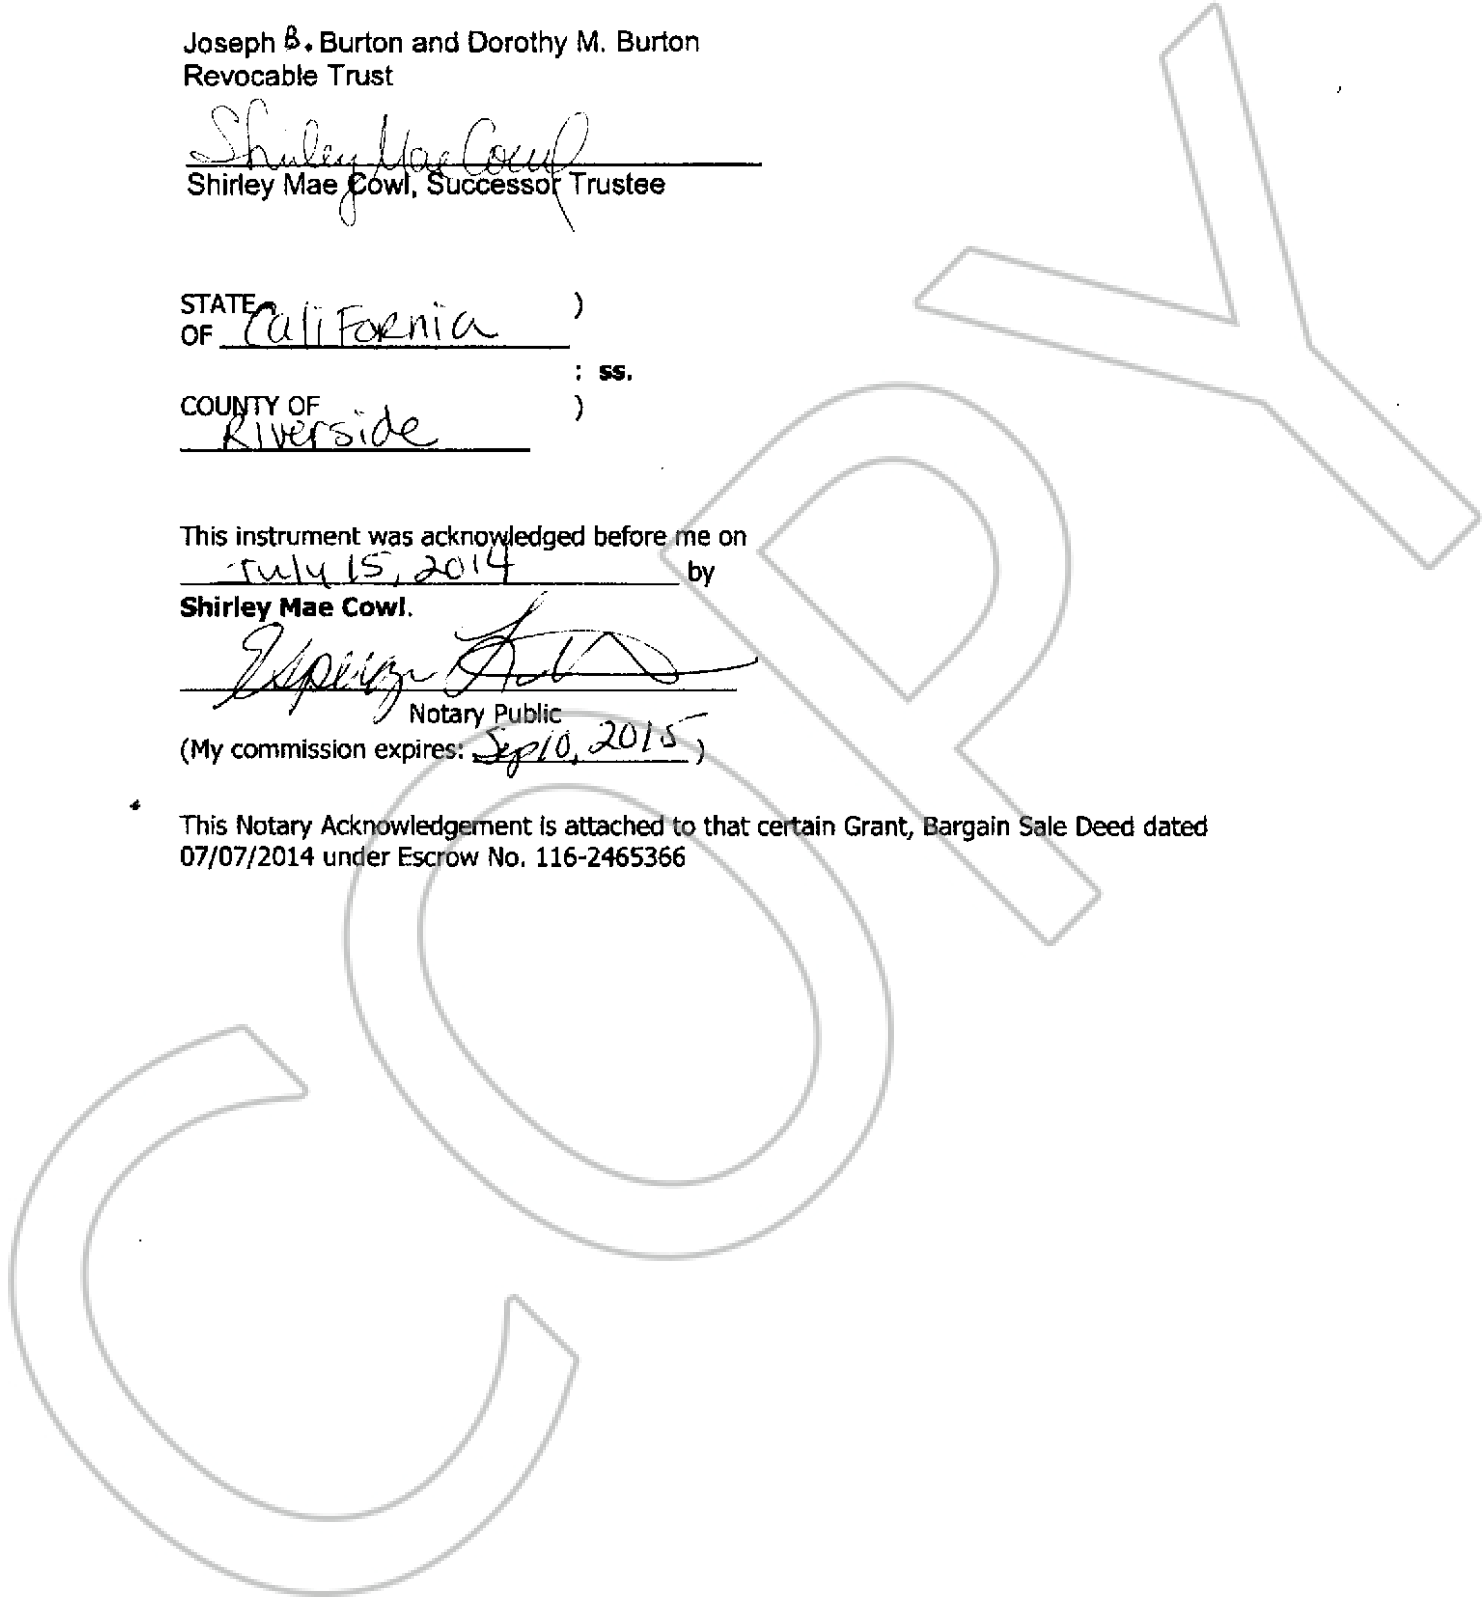 Joseph B. Burton and Dorothy M. Burton
Revocable Trust
Shirley Mae Cowl
Shirley Mae Cowl, Successor Trustee
STATE )
OF CaliFornia
: ss.
COUNTY OF )
Riverside
This instrument was acknowledged before me on
July 15, 2014 by
Shirley Mae Cowl.
Notary Public
(My commission expires: Sep 10, 2015)
This Notary Acknowledgement is attached to that certain Grant, Bargain Sale Deed dated
07/07/2014 under Escrow No. 116-2465366
COPY